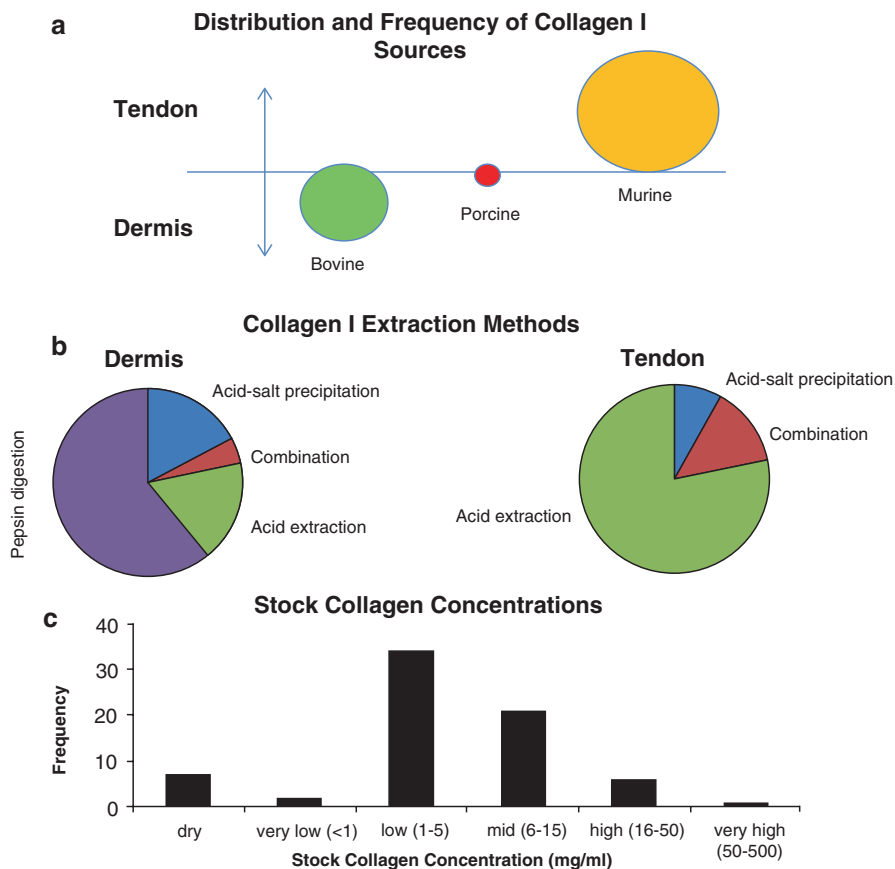 a
Distribution and Frequency of Collagen I
Sources
Tendon
Dermis
Bovine
Porcine
Murine
b
Collagen I Extraction Methods
Dermis
Tendon
Pepsin digestion
Acid-salt precipitation
Combination
Acid extraction
Acid-salt precipitation
Combination
Acid extraction
c
Stock Collagen Concentrations
Frequency
40
30
20
10
0
dry
very low (<1)
low (1-5)
mid (6-15)
high (16-50)
very high
(50-500)
Stock Collagen Concentration (mg/ml)